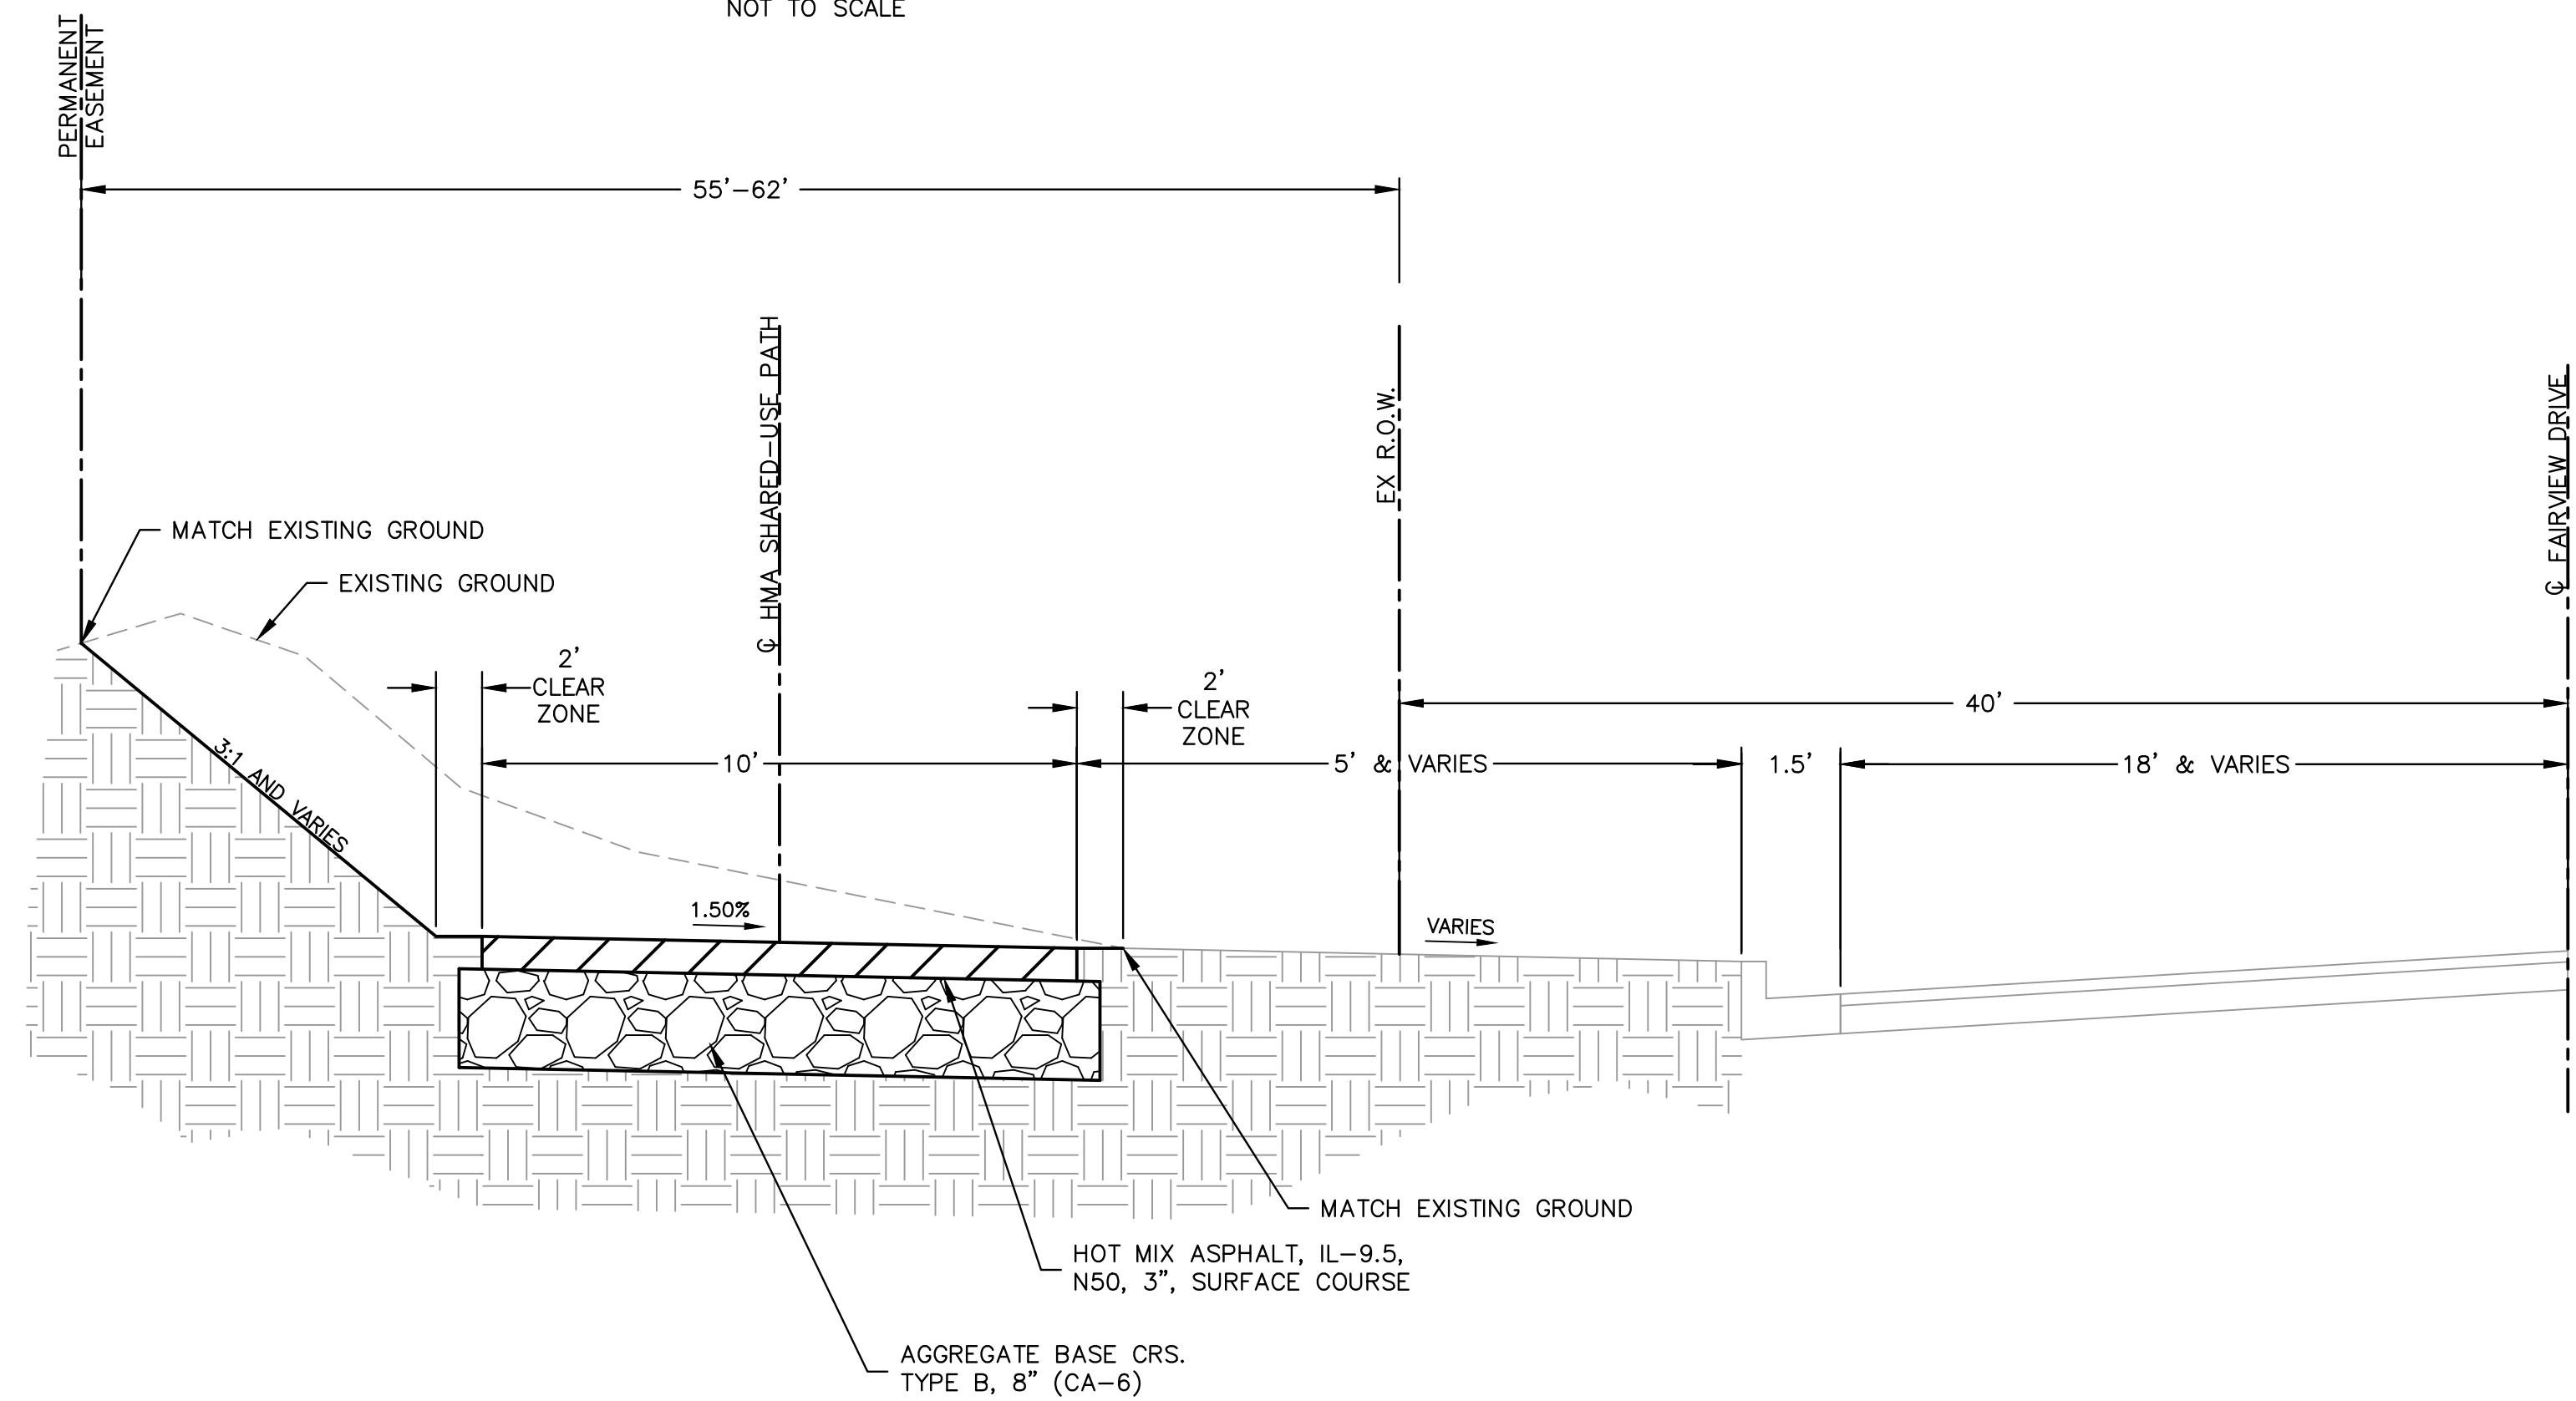 NOT TO SCALE
PERMANENT
EASEMENT
55'-62'
℄ HMA SHARED-USE PATH
EX R.O.W.
℄ FAIRVIEW DRIVE
MATCH EXISTING GROUND
EXISTING GROUND
2'
CLEAR
ZONE
2'
CLEAR
ZONE
40'
10'
5' & VARIES
1.5'
18' & VARIES
3:1 AND VARIES
1.50%
VARIES
MATCH EXISTING GROUND
HOT MIX ASPHALT, IL-9.5,
N50, 3", SURFACE COURSE
AGGREGATE BASE CRS.
TYPE B, 8" (CA-6)